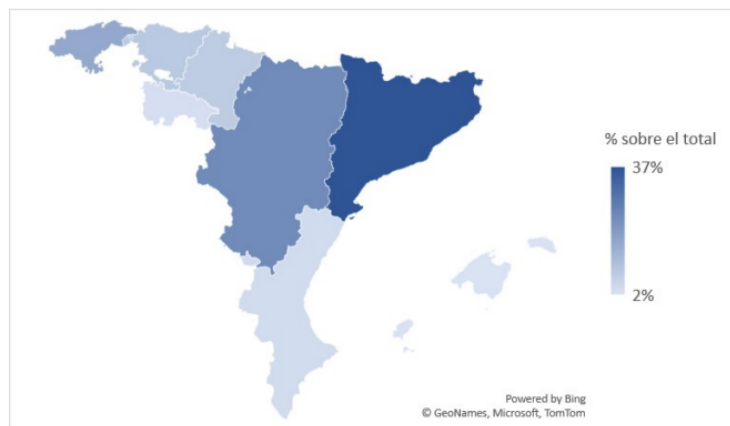 % sobre el total
37%
2%
Powered by Bing
© GeoNames, Microsoft, TomTom